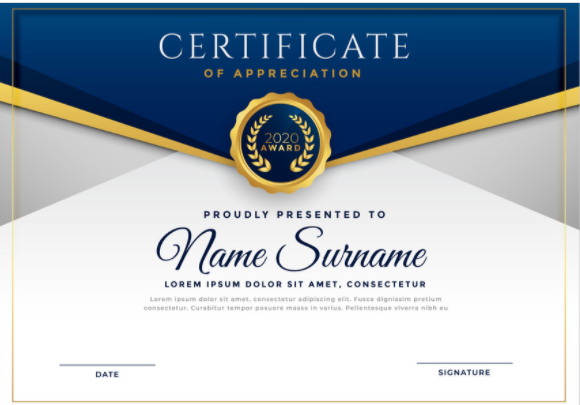 CERTIFICATE
OF APPRECIATION
2020
AWARD
PROUDLY PRESENTED TO
Name Surname
LOREM IPSUM DOLOR SIT AMET, CONSECTETUR
Lorem ipsum dolor sit amet, consectetur adipiscing elit. Fusce dignissim pretium
consectetur. Curabitur tempor posuere massa in varius. Pellentesque viverra nibh eu
DATE
SIGNATURE